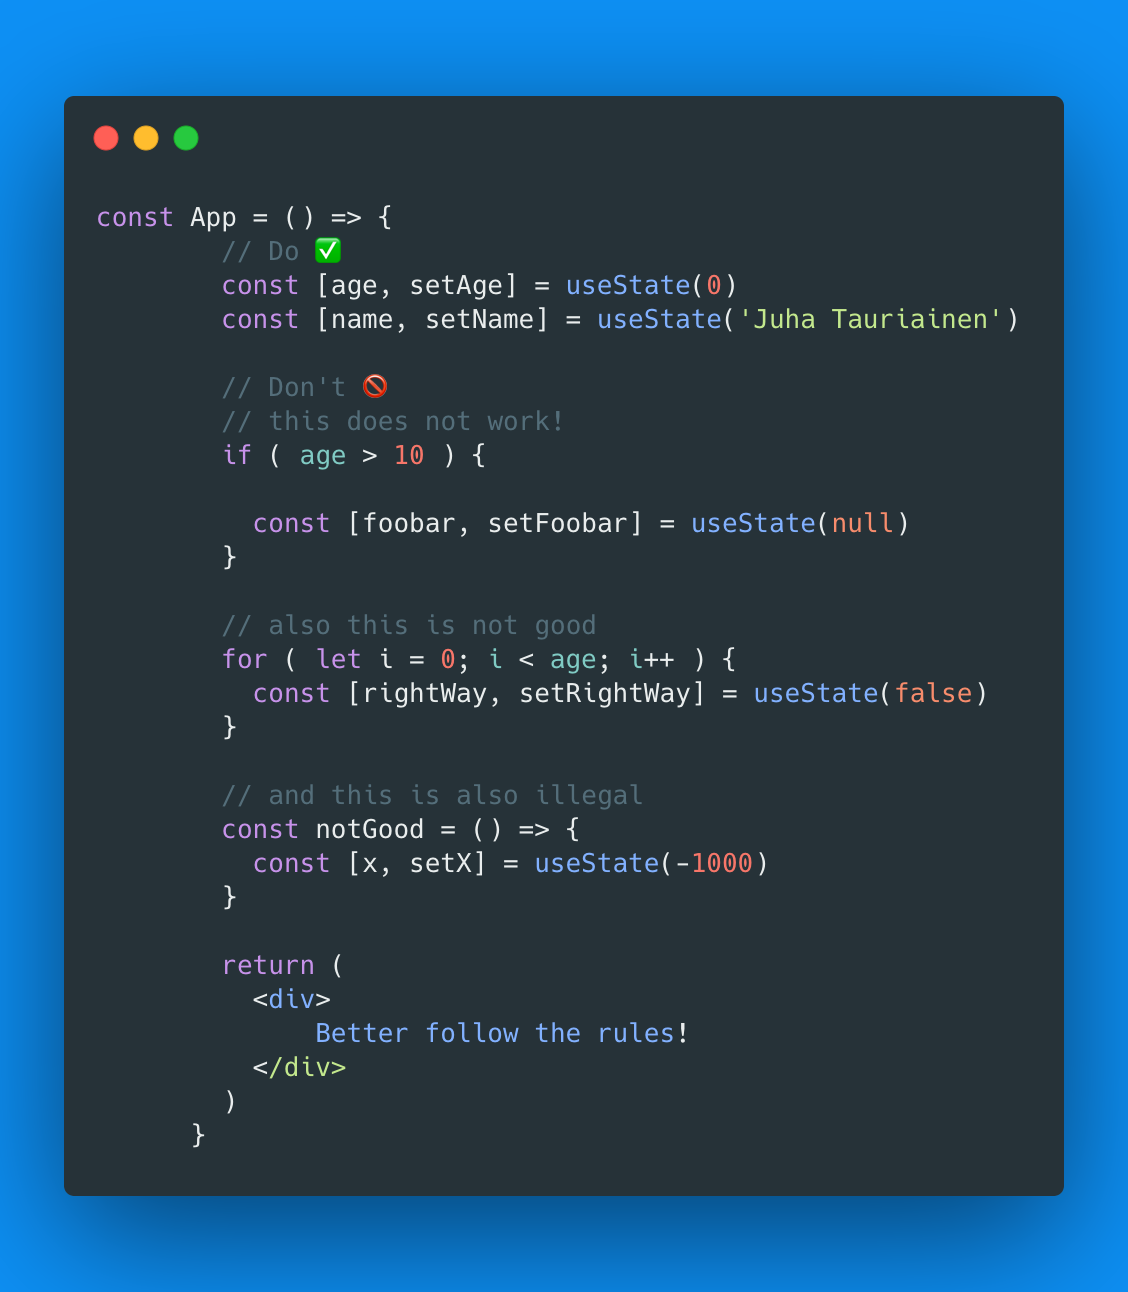 const App = () => {
// Do ✅
const [age, setAge] = useState(0)
const [name, setName] = useState('Juha Tauriainen')
// Don't 🚫
// this does not work!
if ( age > 10 ) {
const [foobar, setFoobar] = useState(null)
}
// also this is not good
for ( let i = 0; i < age; i++ ) {
const [rightWay, setRightWay] = useState(false)
}
// and this is also illegal
const notGood = () => {
const [x, setX] = useState(-1000)
}
return (
<div>
Better follow the rules!
</div>
)
}